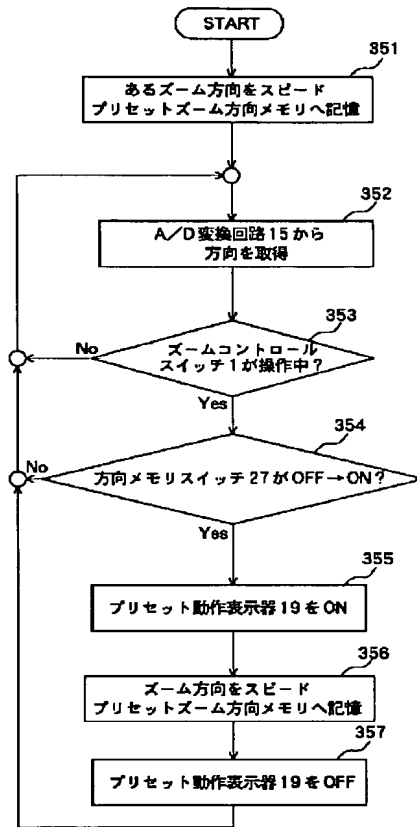 START
351
あるズーム方向をスピード
プリセットズーム方向メモリへ記憶
352
A/D変換回路15から
方向を取得
353
ズームコントロール
スイッチ1が操作中?
No
Yes
354
方向メモリスイッチ27がOFF→ON?
No
Yes
355
プリセット動作表示器19をON
356
ズーム方向をスピード
プリセットズーム方向メモリへ記憶
357
プリセット動作表示器19をOFF